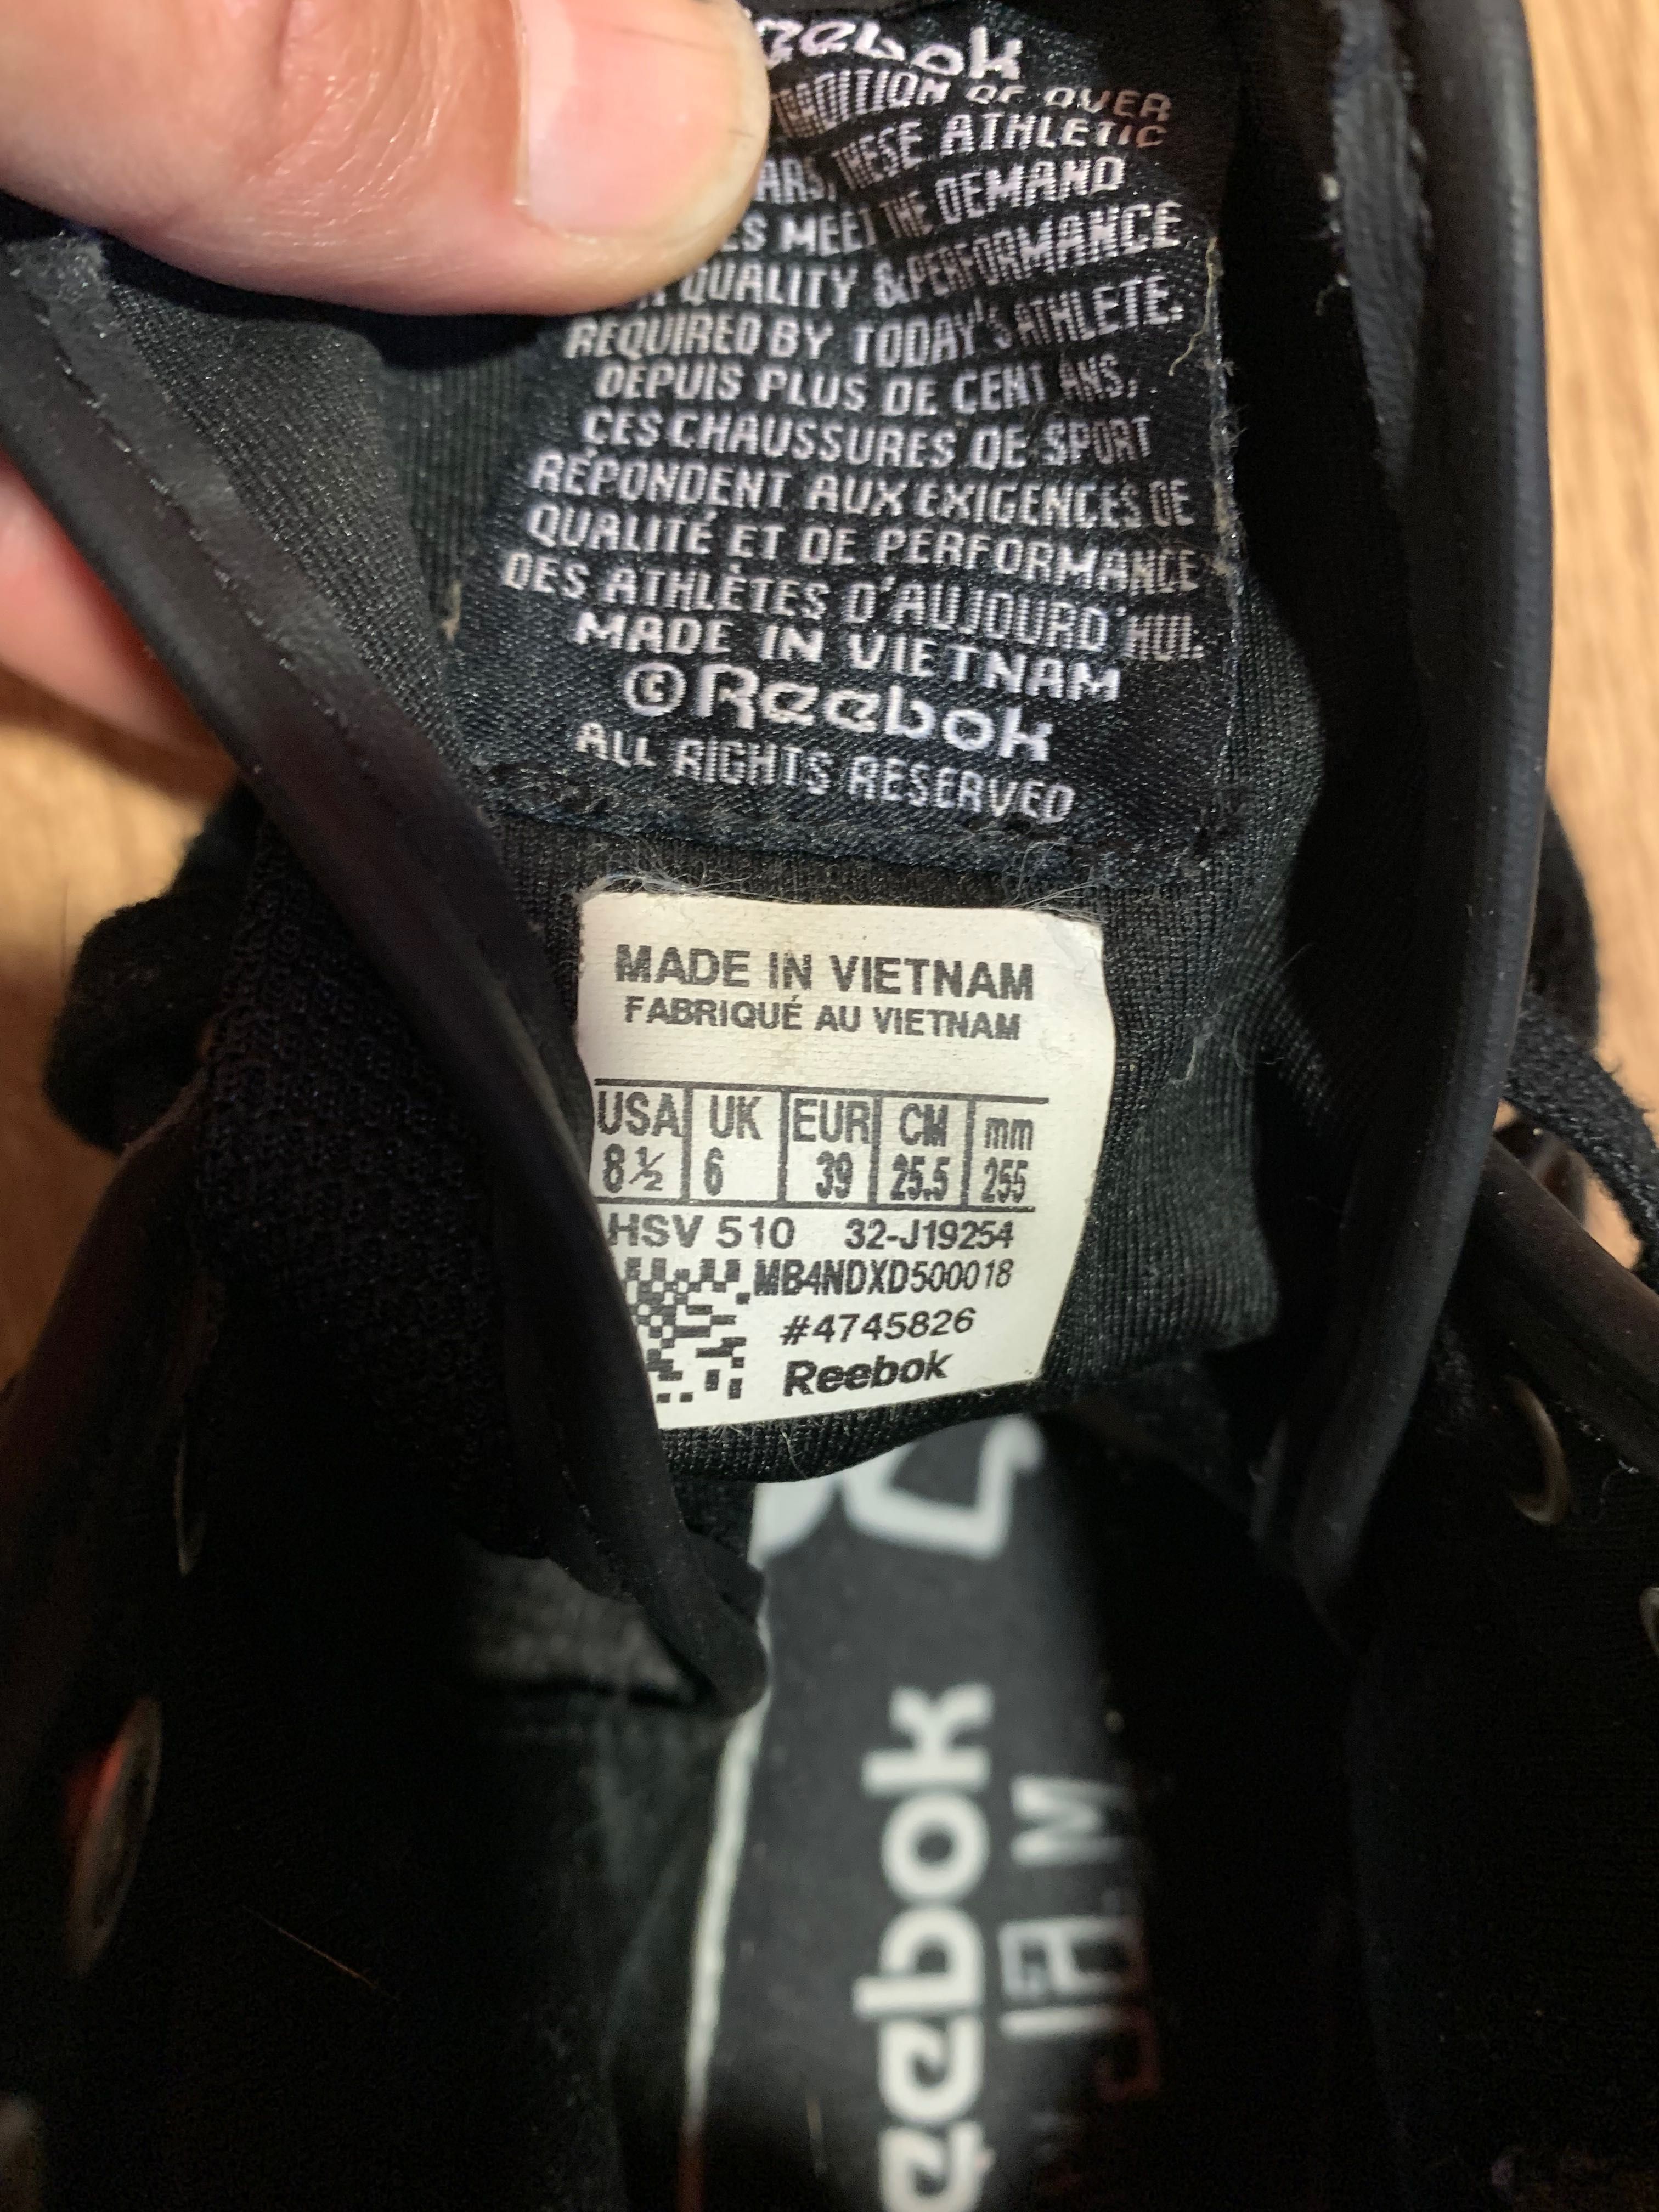 Reebok
TRADITION OF OVER
THESE ATHLETIC
MEET THE DEMAND
QUALITY & PERFORMANCE
REQUIRED BY TODAY'S ATHLETE.
DEPUIS PLUS DE CENT ANS,
CES CHAUSSURES DE SPORT
RÉPONDENT AUX EXIGENCES DE
QUALITÉ ET DE PERFORMANCE
DES ATHLÈTES D'AUJOURD'HUI.
MADE IN VIETNAM
©Reebok
ALL RIGHTS RESERVED
MADE IN VIETNAM
FABRIQUÉ AU VIETNAM
USA UK EUR CM mm
8½ 6 39 25.5 255
HSV 510 32-J19254
MB4NDXD500018
#4745826
Reebok
Reebok